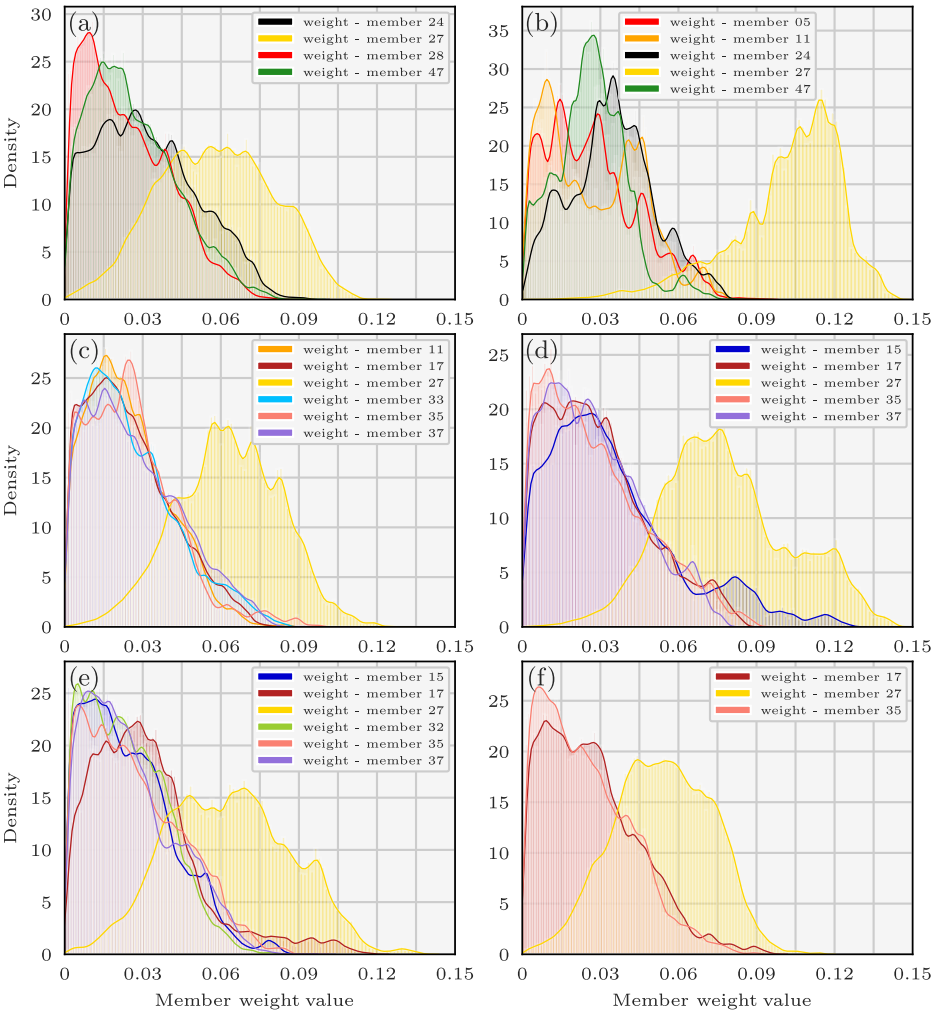 (a)
weight - member 24
weight - member 27
weight - member 28
weight - member 47
Density
30
25
20
15
10
5
0
0 0.03 0.06 0.09 0.12 0.15
(b)
weight - member 05
weight - member 11
weight - member 24
weight - member 27
weight - member 47
35
30
25
20
15
10
5
0
0 0.03 0.06 0.09 0.12 0.15
(c)
weight - member 11
weight - member 17
weight - member 27
weight - member 33
weight - member 35
weight - member 37
Density
25
20
15
10
5
0
0 0.03 0.06 0.09 0.12 0.15
(d)
weight - member 15
weight - member 17
weight - member 27
weight - member 35
weight - member 37
25
20
15
10
5
0
0 0.03 0.06 0.09 0.12 0.15
(e)
weight - member 15
weight - member 17
weight - member 27
weight - member 32
weight - member 35
weight - member 37
Density
25
20
15
10
5
0
0 0.03 0.06 0.09 0.12 0.15
Member weight value
(f)
weight - member 17
weight - member 27
weight - member 35
25
20
15
10
5
0
0 0.03 0.06 0.09 0.12 0.15
Member weight value